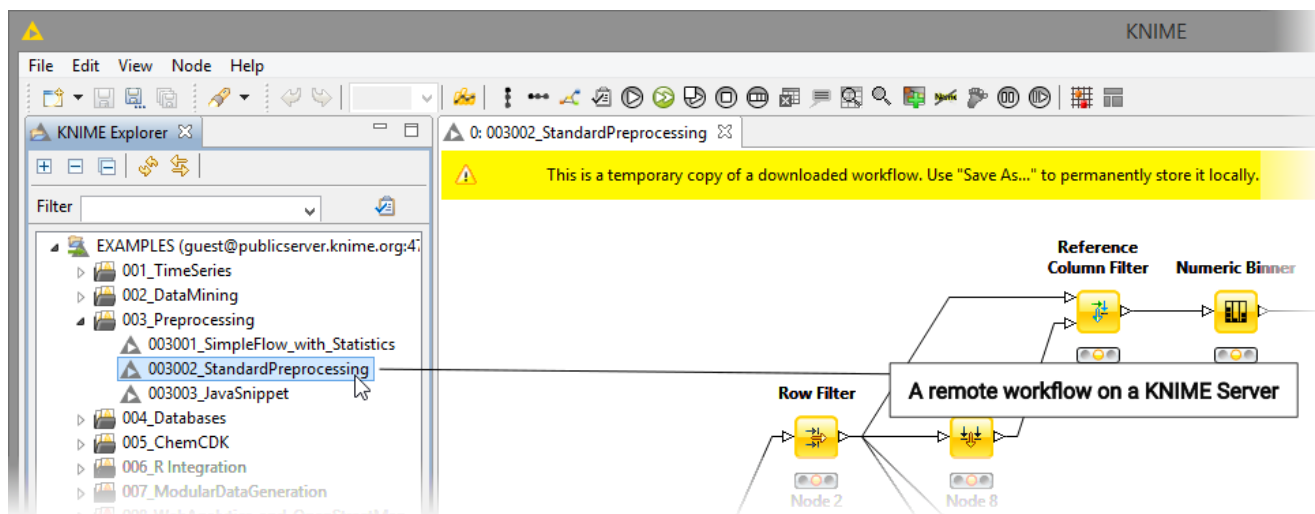 KNIME
File Edit View Node Help
KNIME Explorer
0: 003002_StandardPreprocessing
This is a temporary copy of a downloaded workflow. Use "Save As..." to permanently store it locally.
Filter
EXAMPLES (guest@publicserver.knime.org:47
001_TimeSeries
002_DataMining
003_Preprocessing
003001_SimpleFlow_with_Statistics
003002_StandardPreprocessing
003003_JavaSnippet
004_Databases
005_ChemCDK
006_R Integration
007_ModularDataGeneration
Reference
Column Filter
Numeric Binner
A remote workflow on a KNIME Server
Row Filter
Node 2
Node 8